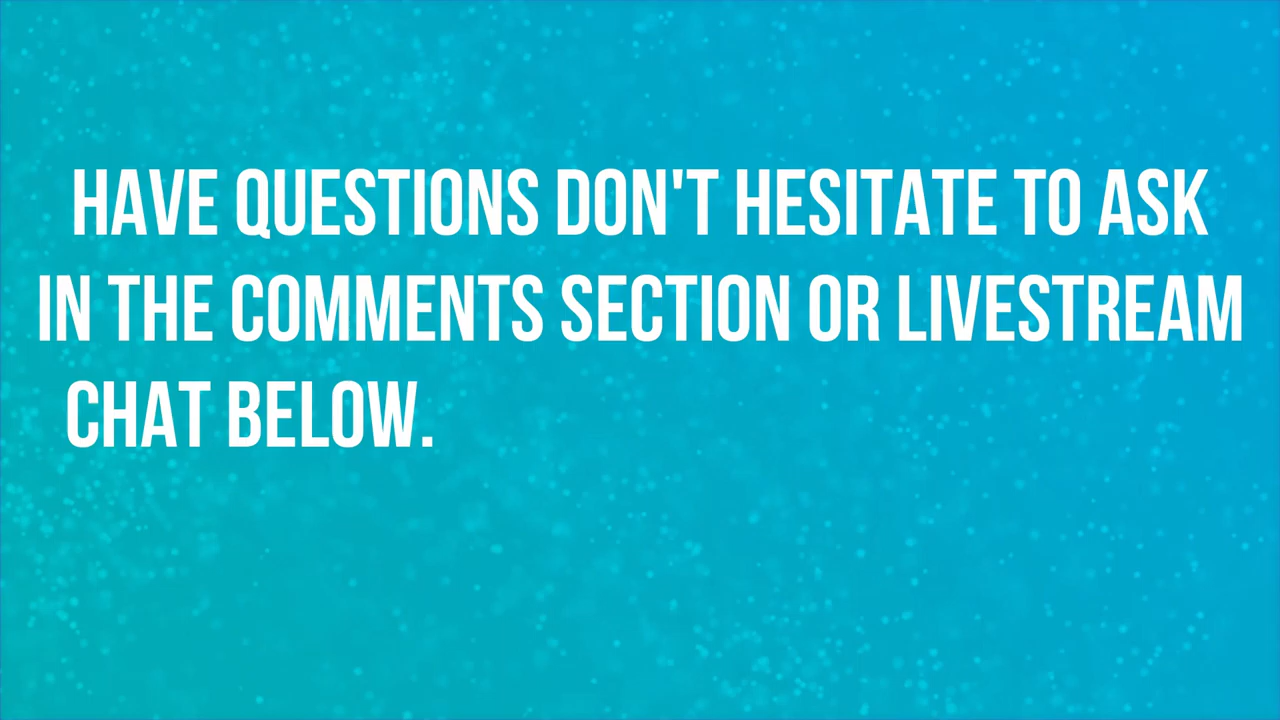 HAVE QUESTIONS DON'T HESITATE TO ASK
IN THE COMMENTS SECTION OR LIVESTREAM
CHAT BELOW.